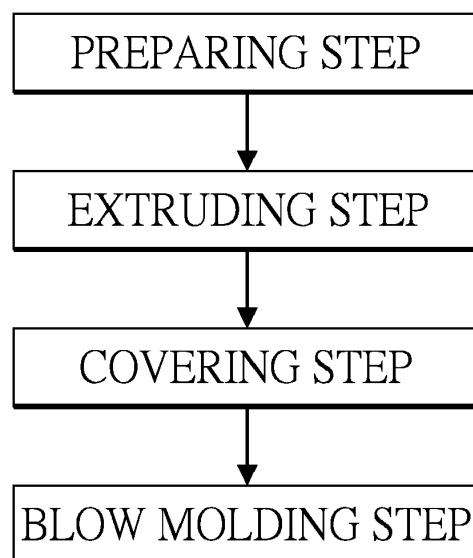 PREPARING STEP
EXTRUDING STEP
COVERING STEP
BLOW MOLDING STEP